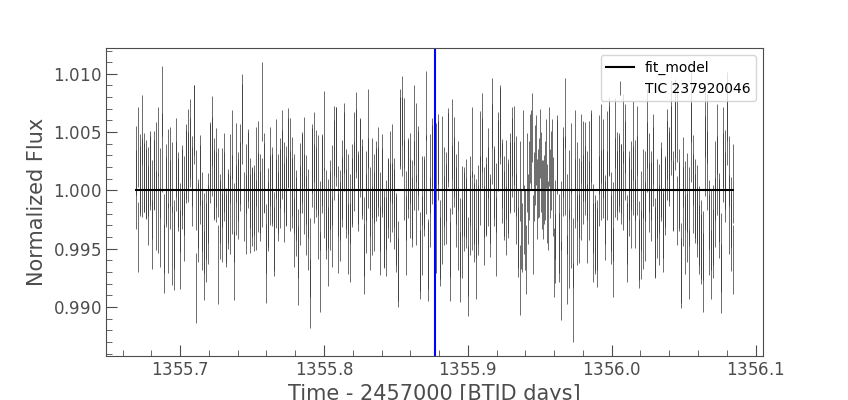 1.010
1.005
1.000
0.995
0.990
Normalized Flux
fit_model
TIC 237920046
1355.7 1355.8 1355.9 1356.0 1356.1
Time - 2457000 [BTJD days]